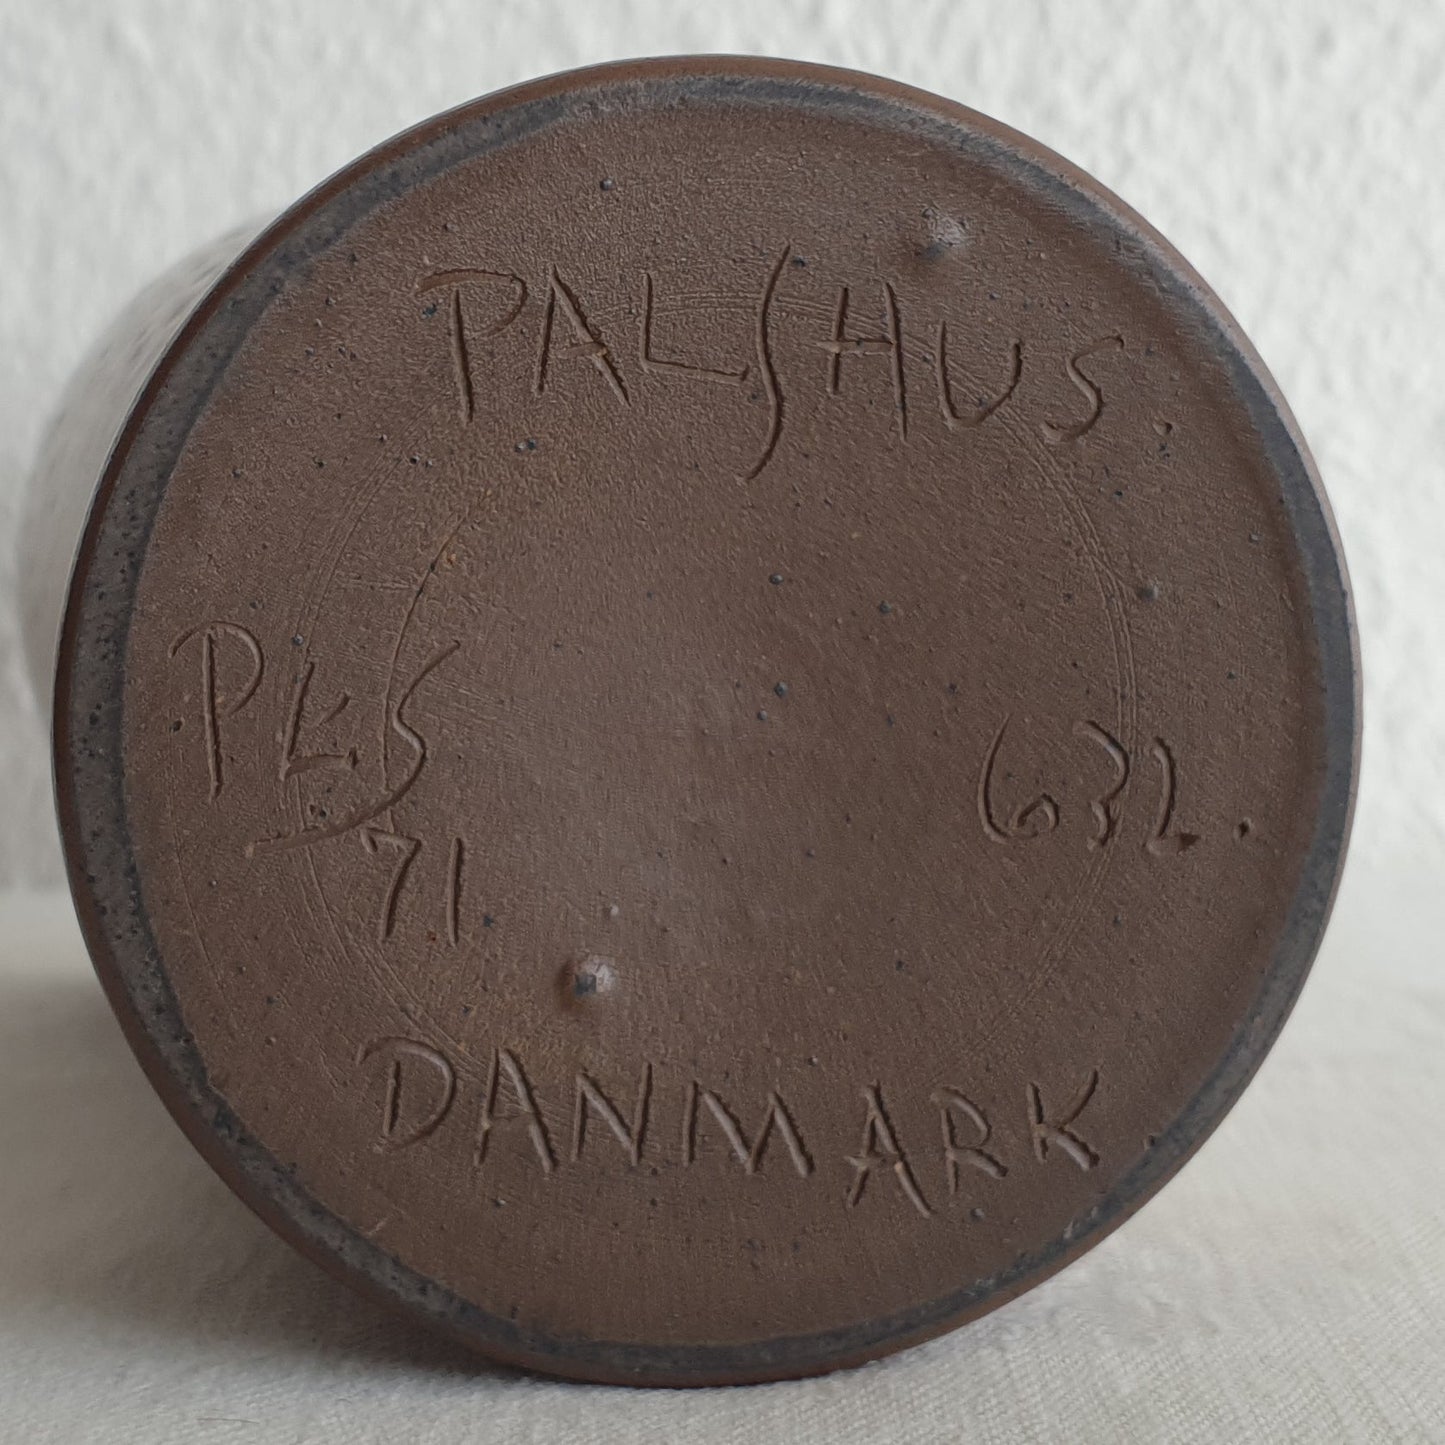 PALSHUS.
PLS
71
632.
DANMARK